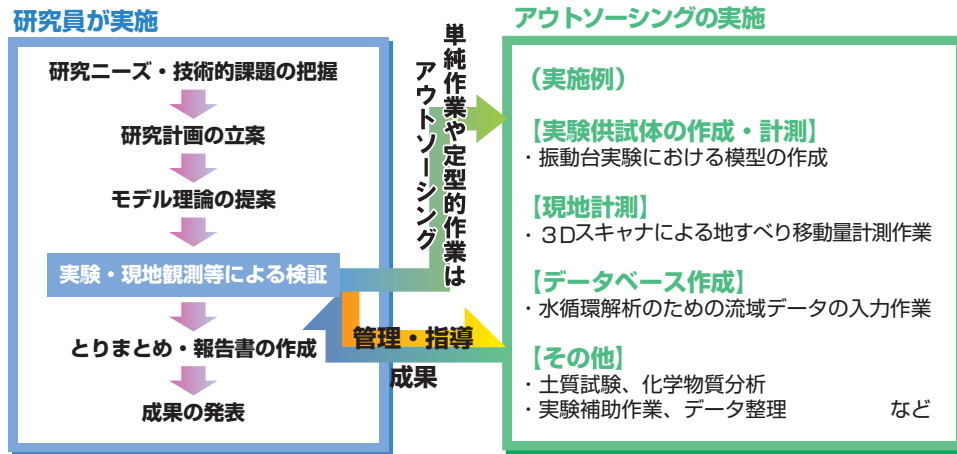 研究員が実施
研究ニーズ・技術的課題の把握
研究計画の立案
モデル理論の提案
実験・現地観測等による検証
とりまとめ・報告書の作成
成果の発表
単純作業や定型的作業は
アウトソーシング
管理・指導
成果
アウトソーシングの実施
（実施例）
【実験供試体の作成・計測】
・振動台実験における模型の作成
【現地計測】
・３Dスキャナによる地すべり移動量計測作業
【データベース作成】
・水循環解析のための流域データの入力作業
【その他】
・土質試験、化学物質分析
・実験補助作業、データ整理　など